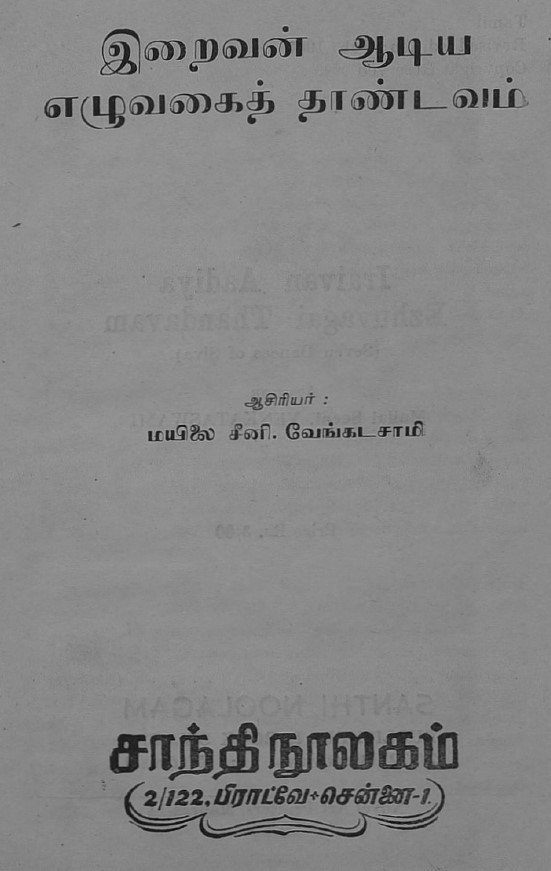 இறைவன் ஆடிய
எழுவகைத் தாண்டவம்
ஆசிரியர் :
மயிலை சீனி. வேங்கடசாமி
சாந்தி நூலகம்
2/122, பிராட்வே சென்னை-1.